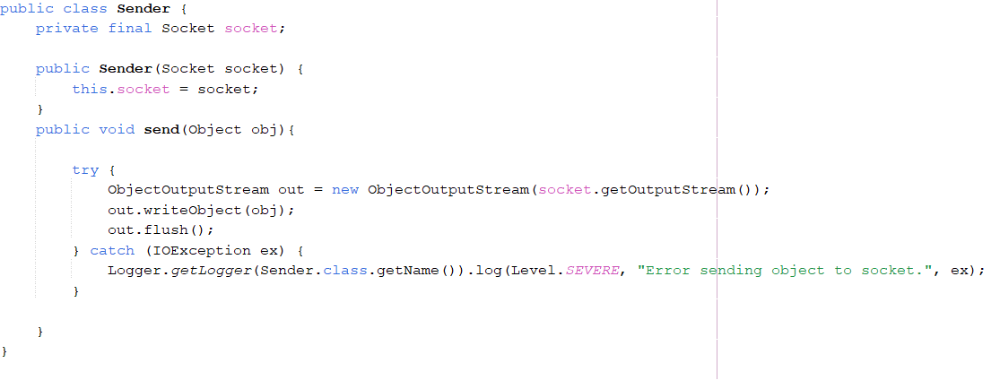 public class Sender {
    private final Socket socket;

    public Sender(Socket socket) {
        this.socket = socket;
    }
    public void send(Object obj){

        try {
            ObjectOutputStream out = new ObjectOutputStream(socket.getOutputStream());
            out.writeObject(obj);
            out.flush();
        } catch (IOException ex) {
            Logger.getLogger(Sender.class.getName()).log(Level.SEVERE, "Error sending object to socket.", ex);
        }

    }
}